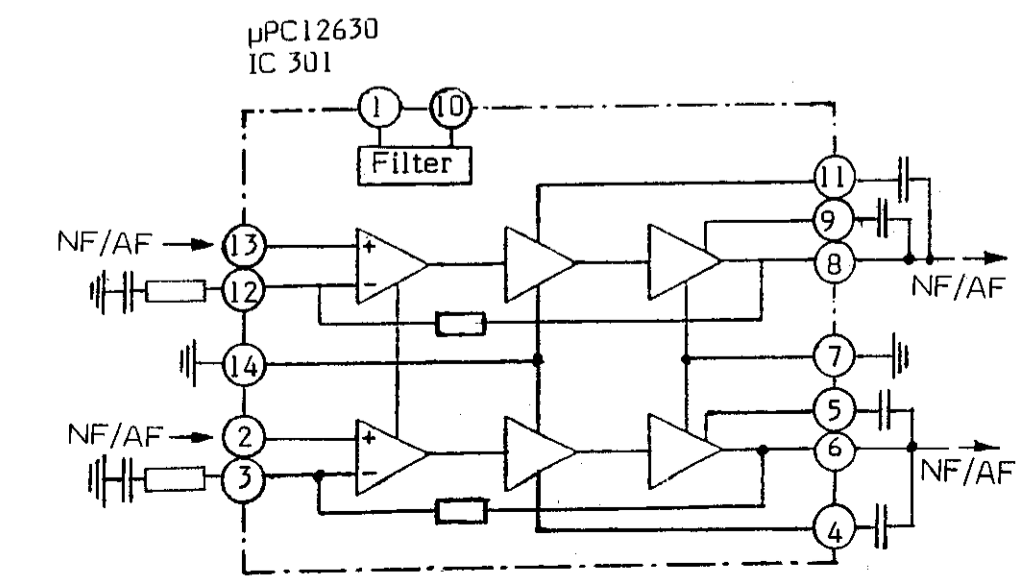 µPC12630
IC 301
1 10
Filter
11
9
NF/AF 13 + 8
12 - NF/AF
14 7
5
NF/AF 2 + 6
3 - NF/AF
4